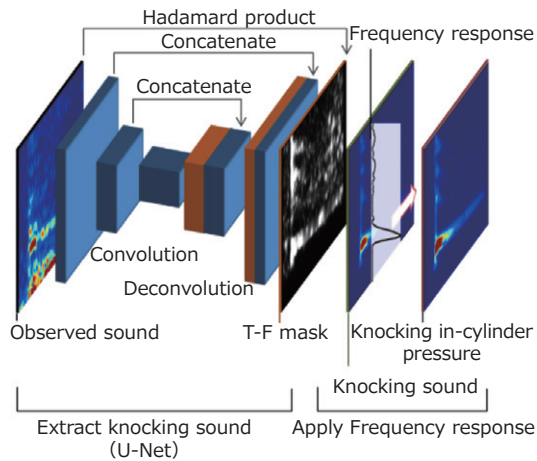 Hadamard product
Concatenate
Frequency response
Concatenate
Convolution
Deconvolution
Observed sound
T-F mask
Knocking in-cylinder
pressure
Knocking sound
Extract knocking sound
(U-Net)
Apply Frequency response